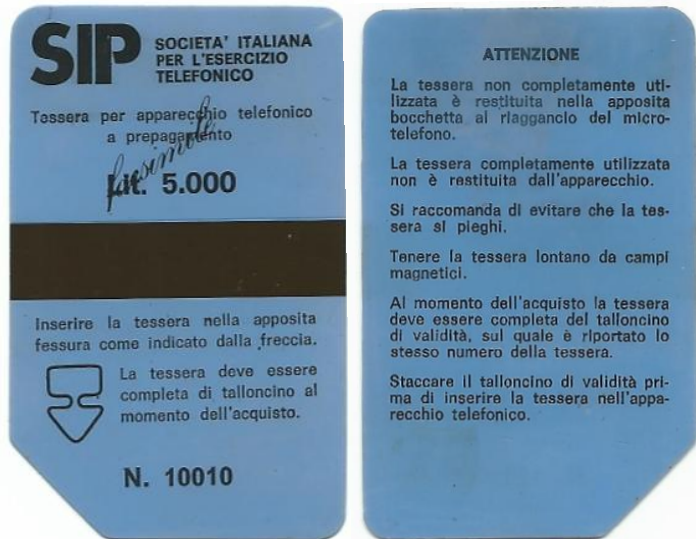 SIP
SOCIETA' ITALIANA
PER L'ESERCIZIO
TELEFONICO
Tessera per apparecchio telefonico
a prepagamento
facsimile
Lit. 5.000
Inserire la tessera nella apposita
fessura come indicato dalla freccia.
La tessera deve essere
completa di talloncino al
momento dell'acquisto.
N. 10010
ATTENZIONE
La tessera non completamente uti-
lizzata è restituita nella apposita
bocchetta al riaggancio del micro-
telefono.
La tessera completamente utilizzata
non è restituita dall'apparecchio.
Si raccomanda di evitare che la tes-
sera si pieghi.
Tenere la tessera lontano da campi
magnetici.
Al momento dell'acquisto la tessera
deve essere completa del talloncino
di validità, sul quale è riportato lo
stesso numero della tessera.
Staccare il talloncino di validità pri-
ma di inserire la tessera nell'appa-
recchio telefonico.